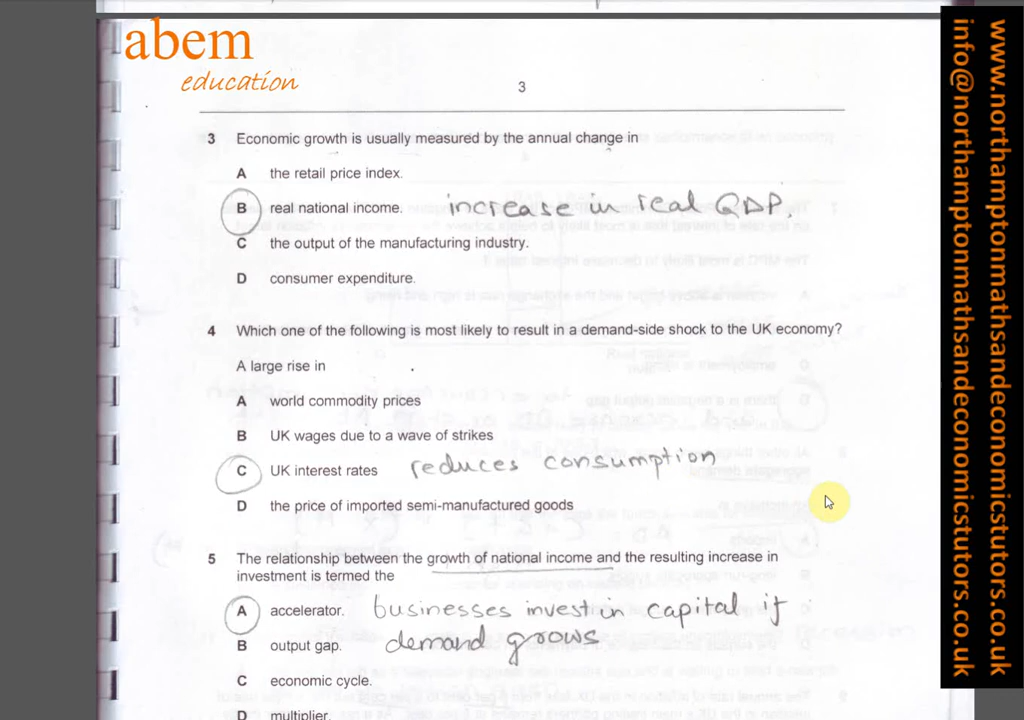 abem
education
3
3 Economic growth is usually measured by the annual change in
A the retail price index.
B real national income. increase in real GDP.
C the output of the manufacturing industry.
D consumer expenditure.
4 Which one of the following is most likely to result in a demand-side shock to the UK economy?
A large rise in
A world commodity prices
B UK wages due to a wave of strikes
C UK interest rates reduces consumption
D the price of imported semi-manufactured goods
5 The relationship between the growth of national income and the resulting increase in
investment is termed the
A accelerator. businesses invest in capital if
B output gap. demand grows
C economic cycle.
D multiplier.
www.northamptonmathsandeconomicstutors.co.uk
info@northamptonmathsandeconomicstutors.co.uk